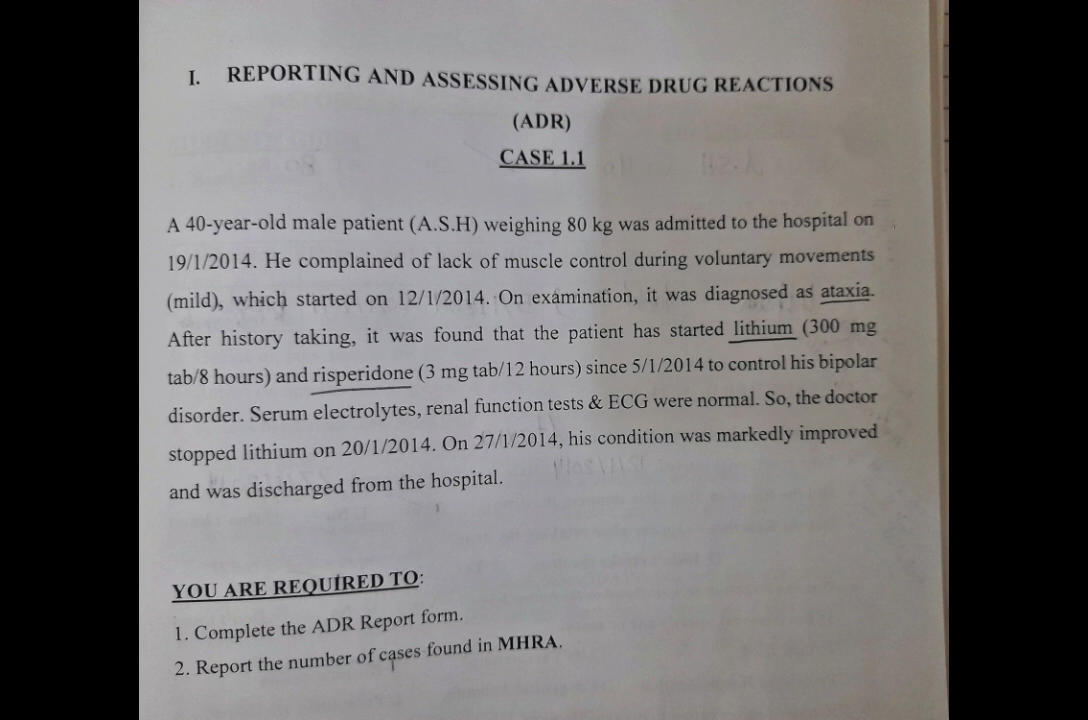 I. REPORTING AND ASSESSING ADVERSE DRUG REACTIONS
(ADR)
CASE 1.1
A 40-year-old male patient (A.S.H) weighing 80 kg was admitted to the hospital on
19/1/2014. He complained of lack of muscle control during voluntary movements
(mild), which started on 12/1/2014. On examination, it was diagnosed as ataxia.
After history taking, it was found that the patient has started lithium (300 mg
tab/8 hours) and risperidone (3 mg tab/12 hours) since 5/1/2014 to control his bipolar
disorder. Serum electrolytes, renal function tests & ECG were normal. So, the doctor
stopped lithium on 20/1/2014. On 27/1/2014, his condition was markedly improved
and was discharged from the hospital.
YOU ARE REQUIRED TO:
1. Complete the ADR Report form.
2. Report the number of cases found in MHRA.